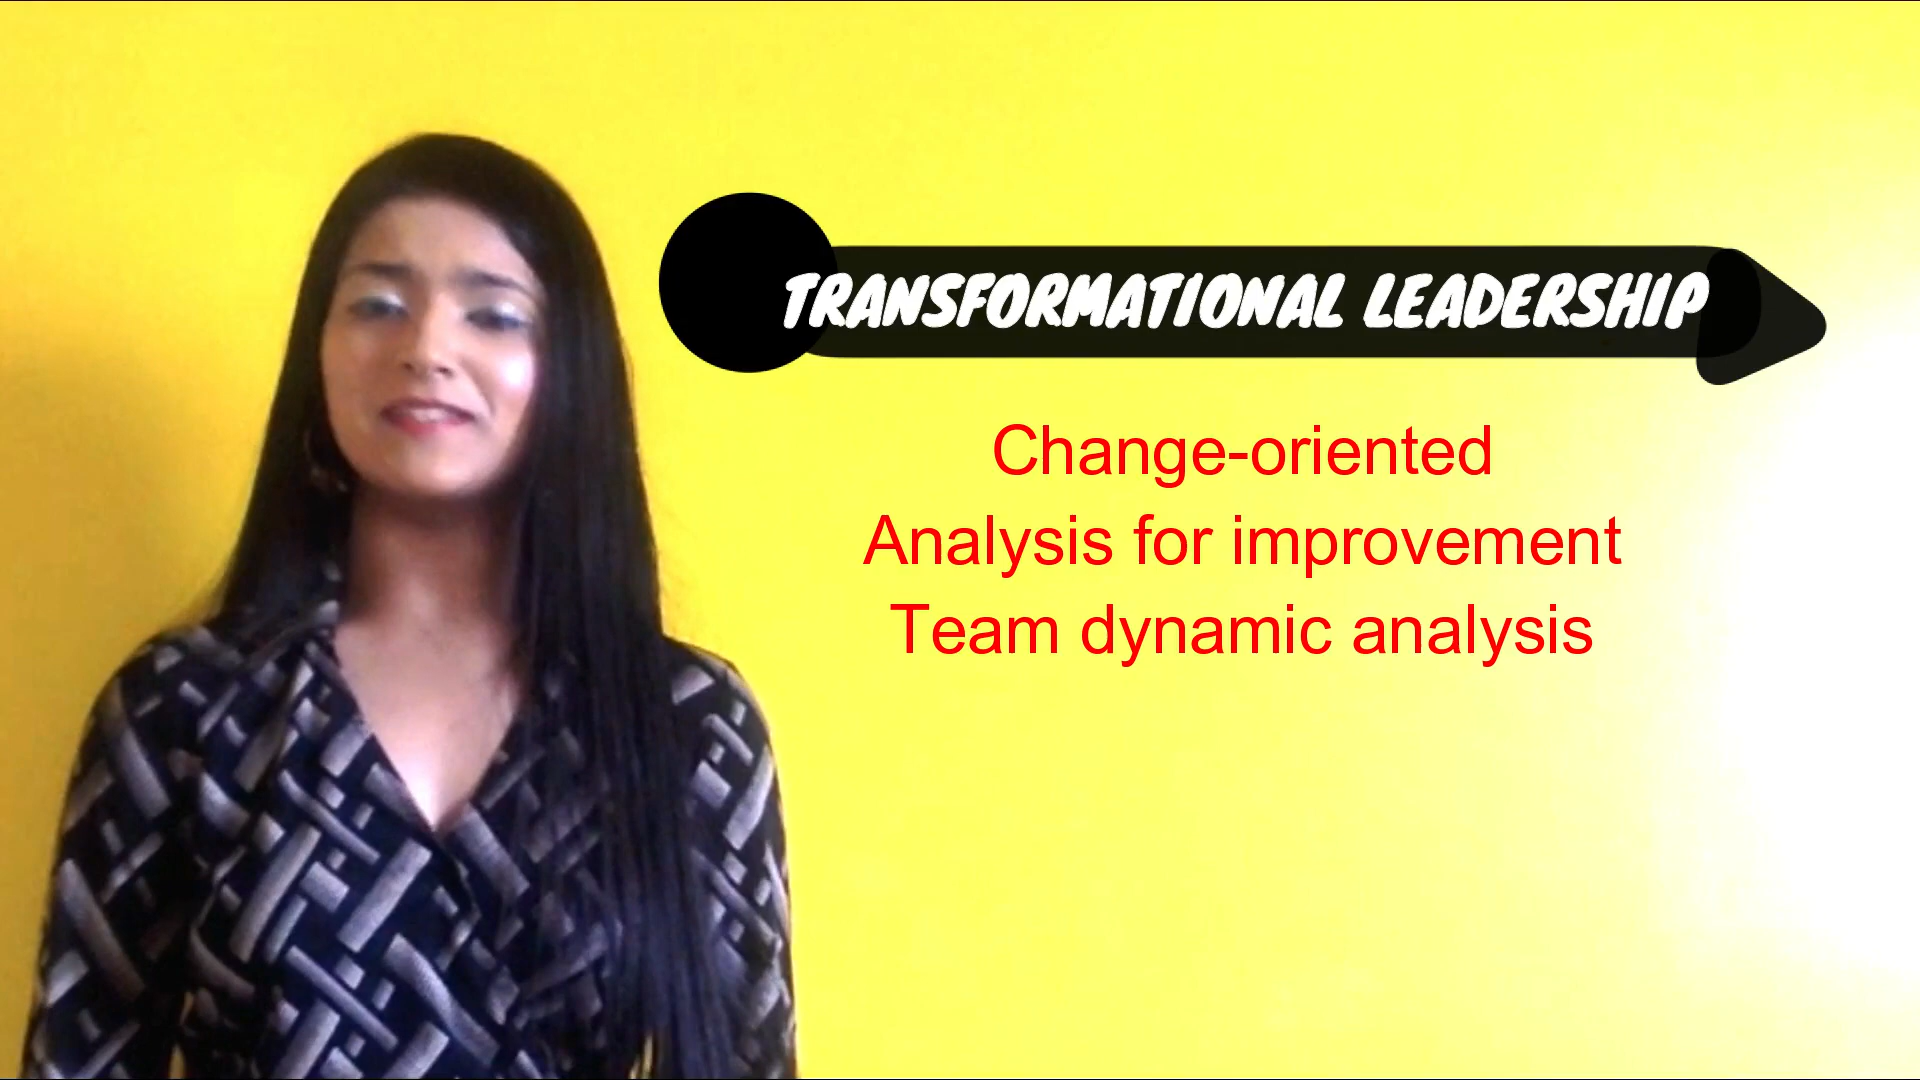 TRANSFORMATIONAL LEADERSHIP
Change-oriented
Analysis for improvement
Team dynamic analysis